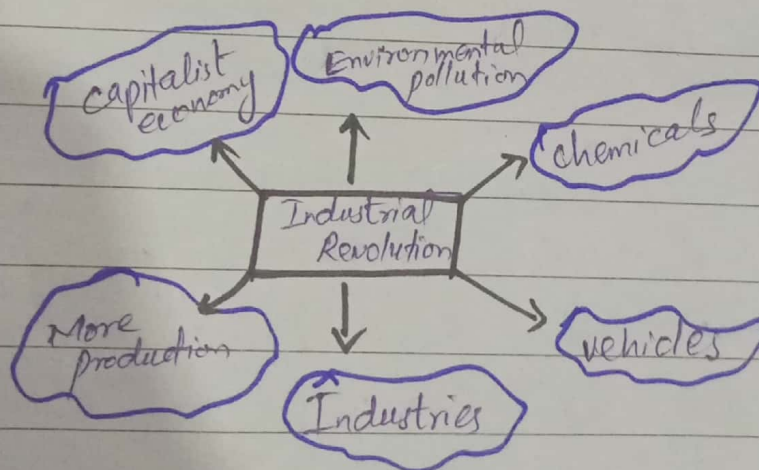 Capitalist
economy
Environmental
pollution
chemicals
Industrial
Revolution
More
production
Industries
vehicles